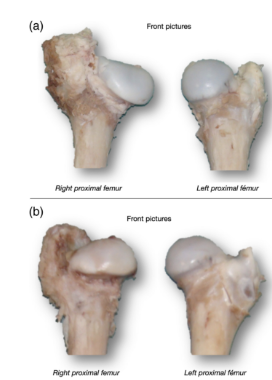 (a)
Front pictures
Right proximal femur
Left proximal fémur
(b)
Front pictures
Right proximal femur
Left proximal fémur